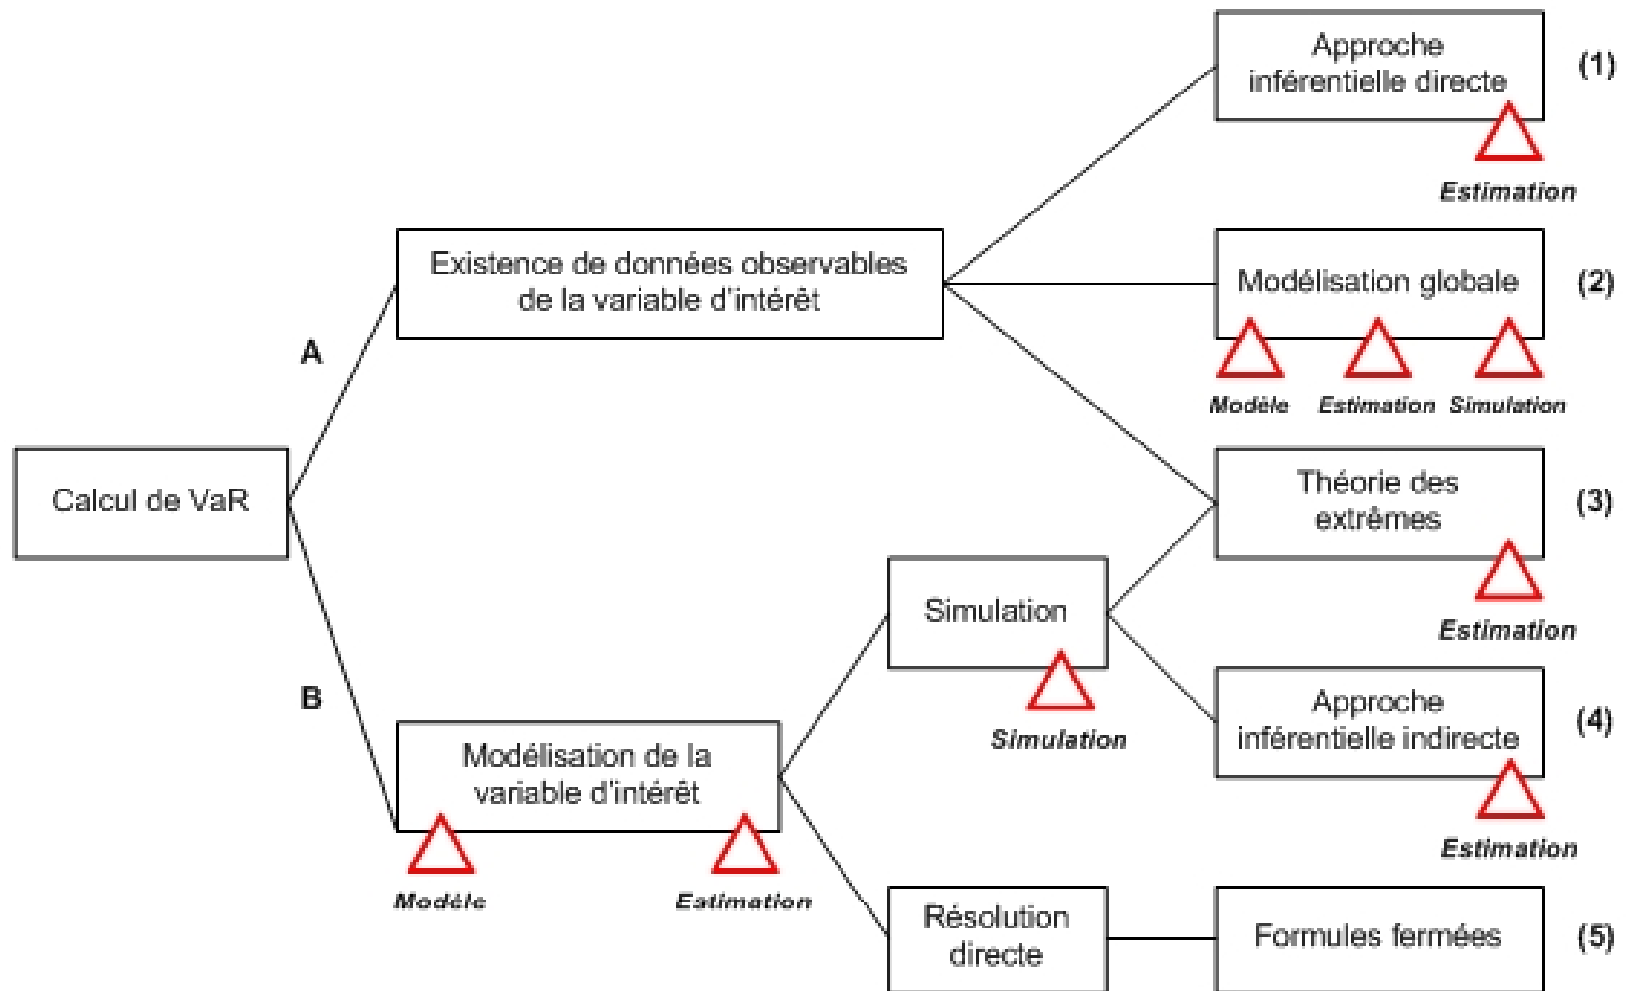 Approche
inférentielle directe
(1)
Estimation
Existence de données observables
de la variable d'intérêt
Modélisation globale
(2)
A
Modèle Estimation Simulation
Calcul de VaR
Théorie des
extrêmes
(3)
Simulation
Estimation
B
Simulation
Approche
inférentielle indirecte
(4)
Modélisation de la
variable d'intérêt
Estimation
Modèle Estimation
Résolution
directe
Formules fermées
(5)